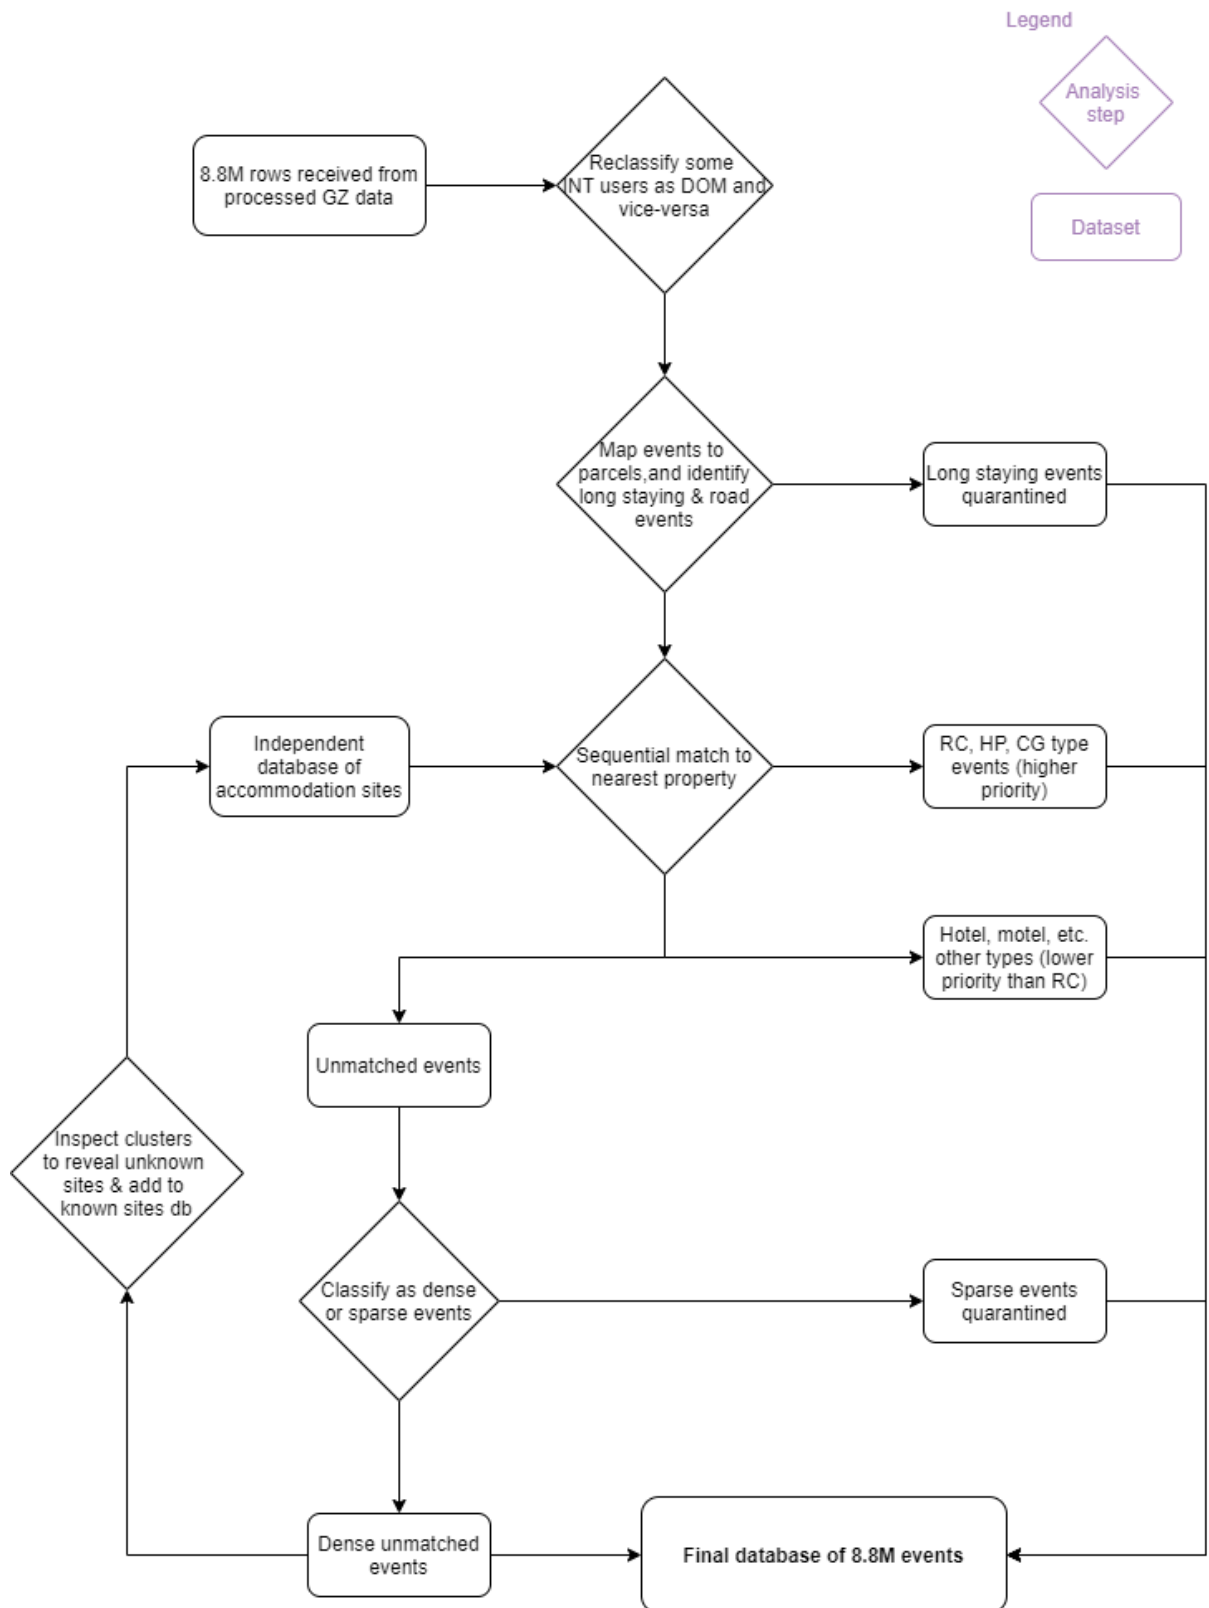 Legend
Analysis
step
Dataset
8.8M rows received from
processed GZ data
Reclassify some
INT users as DOM and
vice-versa
Map events to
parcels,and identify
long staying & road
events
Long staying events
quarantined
Independent
database of
accommodation sites
Sequential match to
nearest property
RC, HP, CG type
events (higher
priority)
Hotel, motel, etc.
other types (lower
priority than RC)
Unmatched events
Inspect clusters
to reveal unknown
sites & add to
known sites db
Classify as dense
or sparse events
Sparse events
quarantined
Dense unmatched
events
Final database of 8.8M events